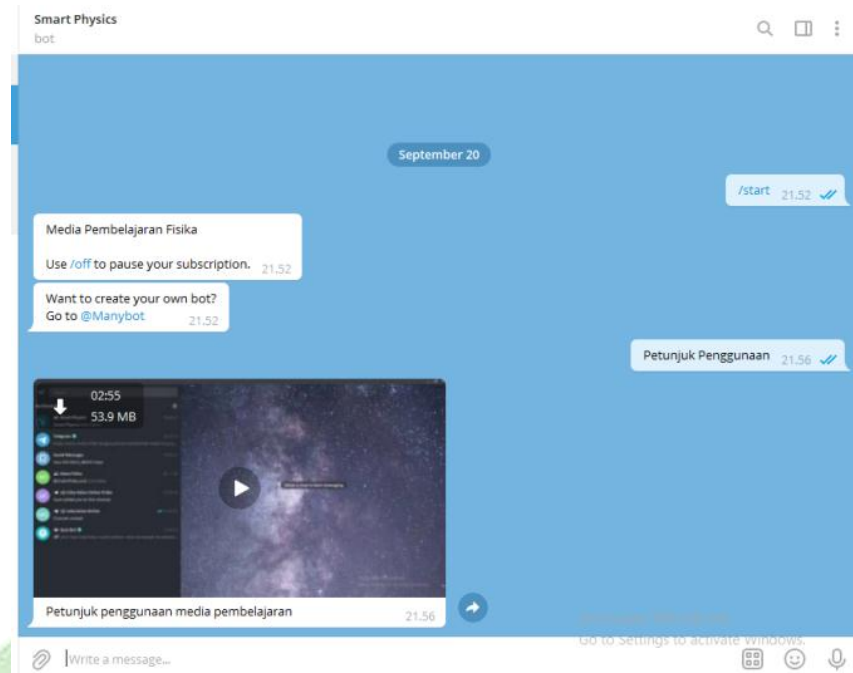 Smart Physics
bot
September 20
/start 21.52
Media Pembelajaran Fisika
Use /off to pause your subscription. 21.52
Want to create your own bot?
Go to @Manybot 21.52
Petunjuk Penggunaan 21.56
02:55
53.9 MB
Petunjuk penggunaan media pembelajaran 21.56
Go to Settings to activate Windows.
Write a message...